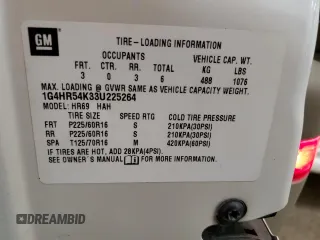 GM
TIRE-LOADING INFORMATION
OCCUPANTS VEHICLE CAP. WT.
FRT. CTR. RR. TOTAL KG LBS
3 0 3 6 488 1076
MAX. LOADING @ GVWR SAME AS VEHICLE CAPACITY WEIGHT.
1G4HR54K33U225264
MODEL: HR69 HAH
TIRE SIZE SPEED RTG COLD TIRE PRESSURE
FRT P225/60R16 S 210KPA(30PSI)
RR P225/60R16 S 210KPA(30PSI)
SPA T125/70R16 M 420KPA(60PSI)
IF TIRES ARE HOT, ADD 28KPA(4PSI).
SEE OWNER'S MANUAL FOR ADDITIONAL INFORMATION.
DREAMBID